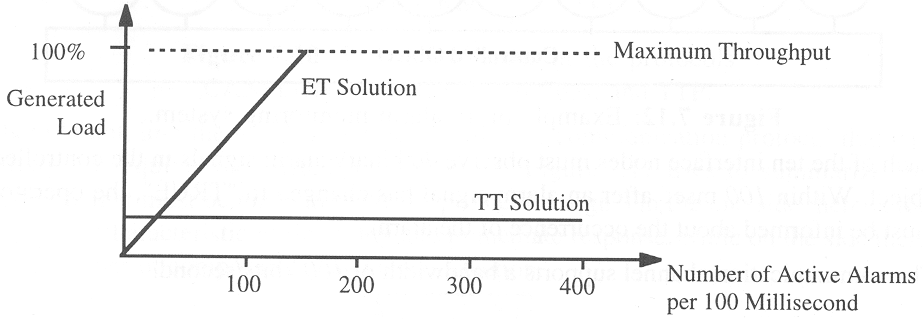 100%
Maximum Throughput
ET Solution
Generated
Load
TT Solution
100
200
300
400
Number of Active Alarms
per 100 Millisecond